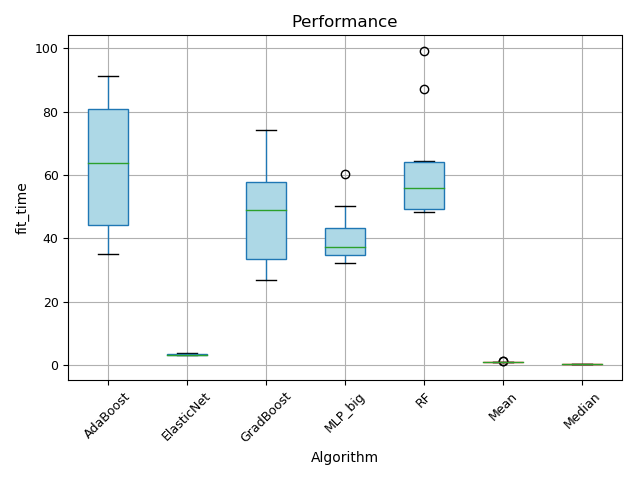 Performance
fit_time
100
80
60
40
20
0
AdaBoost
ElasticNet
GradBoost
MLP_big
RF
Mean
Median
Algorithm